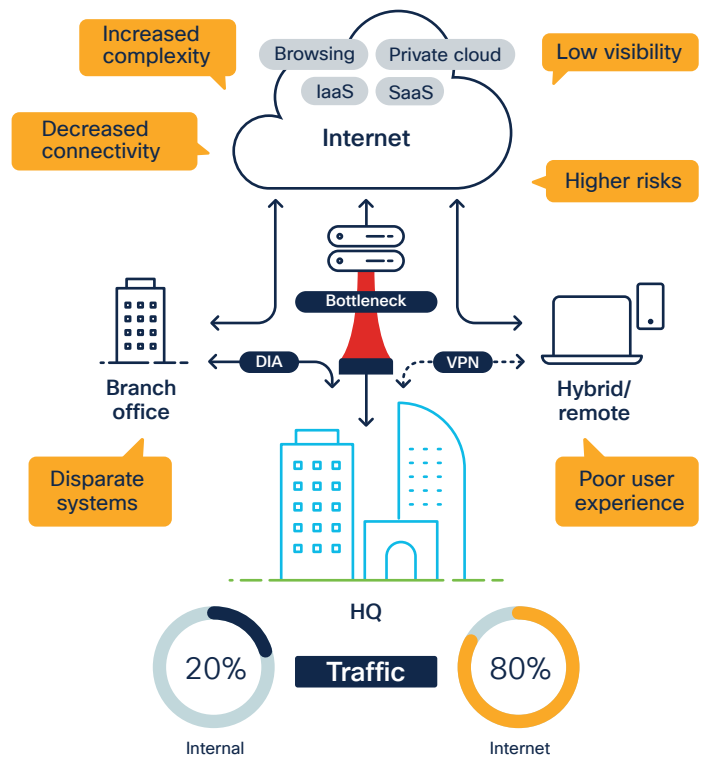 Increased
complexity
Browsing
Private cloud
Low visibility
IaaS
SaaS
Decreased
connectivity
Internet
Higher risks
Bottleneck
DIA
VPN
Branch
office
Hybrid/
remote
Disparate
systems
Poor user
experience
HQ
20%
Traffic
80%
Internal
Internet